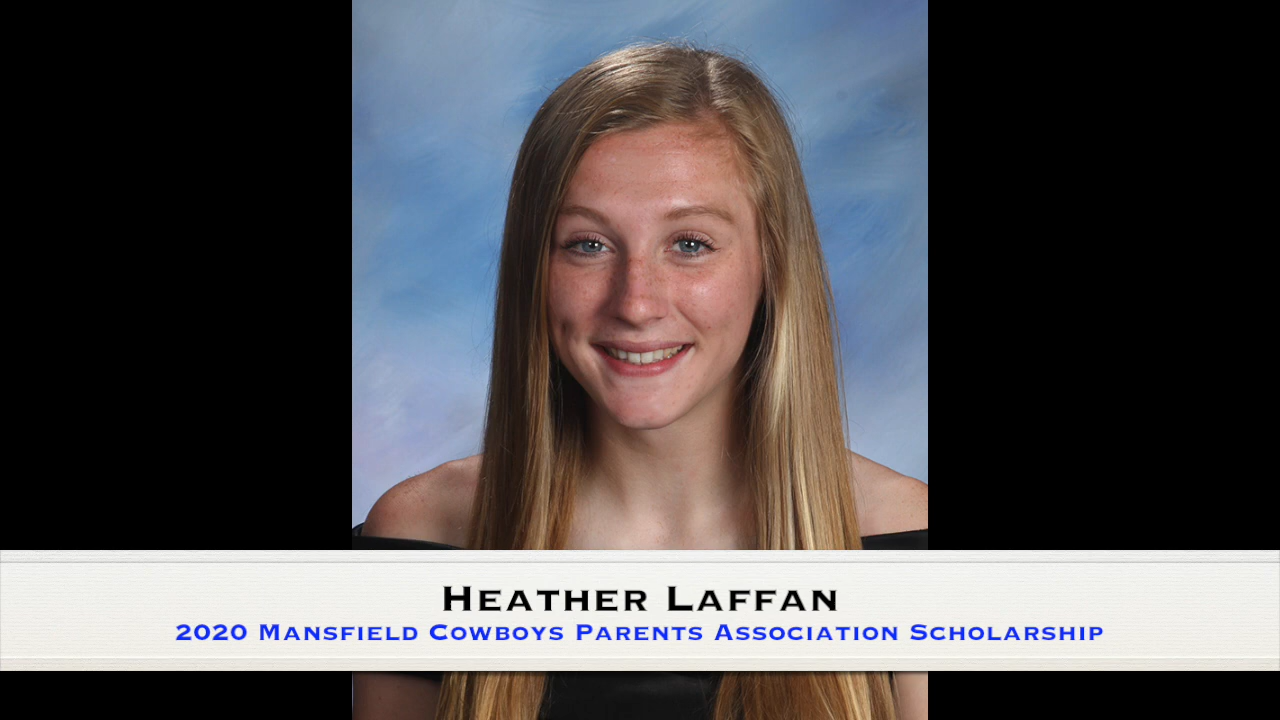 Heather Laffan
2020 Mansfield Cowboys Parents Association Scholarship